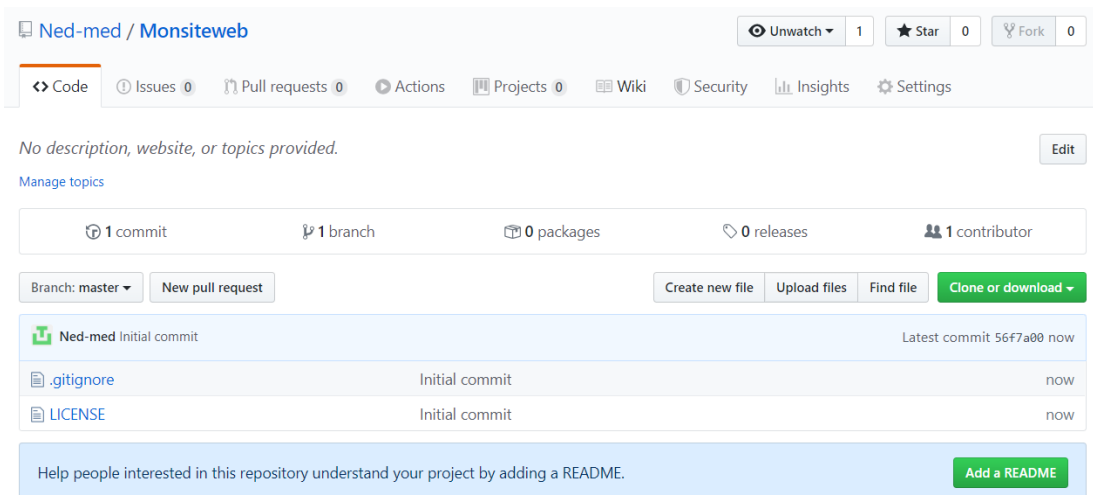 Ned-med / Monsiteweb
Unwatch 1 Star 0 Fork 0
Code Issues 0 Pull requests 0 Actions Projects 0 Wiki Security Insights Settings
No description, website, or topics provided. Edit
Manage topics
1 commit 1 branch 0 packages 0 releases 1 contributor
Branch: master New pull request Create new file Upload files Find file Clone or download
Ned-med Initial commit Latest commit 56f7a00 now
.gitignore Initial commit now
LICENSE Initial commit now
Help people interested in this repository understand your project by adding a README. Add a README